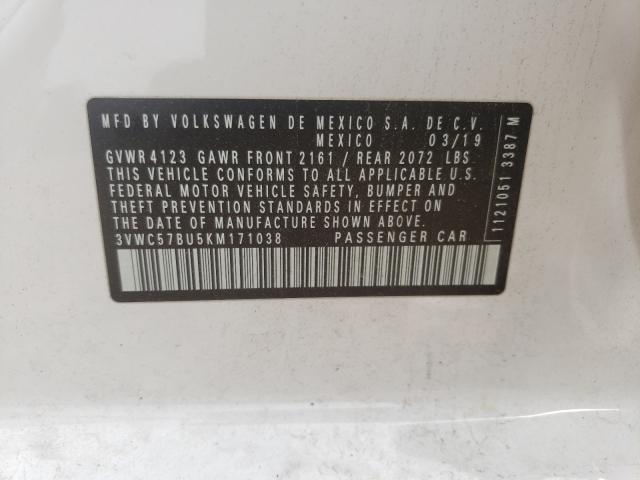 MFD BY VOLKSWAGEN DE MEXICO S.A. DE C.V.
MEXICO 03/19
GVWR 4123 GAWR FRONT 2161 / REAR 2072 LBS
THIS VEHICLE CONFORMS TO ALL APPLICABLE U.S.
FEDERAL MOTOR VEHICLE SAFETY, BUMPER AND
THEFT PREVENTION STANDARDS IN EFFECT ON
THE DATE OF MANUFACTURE SHOWN ABOVE.
3VWC57BU5KM171038 PASSENGER CAR
1121051 3387 M